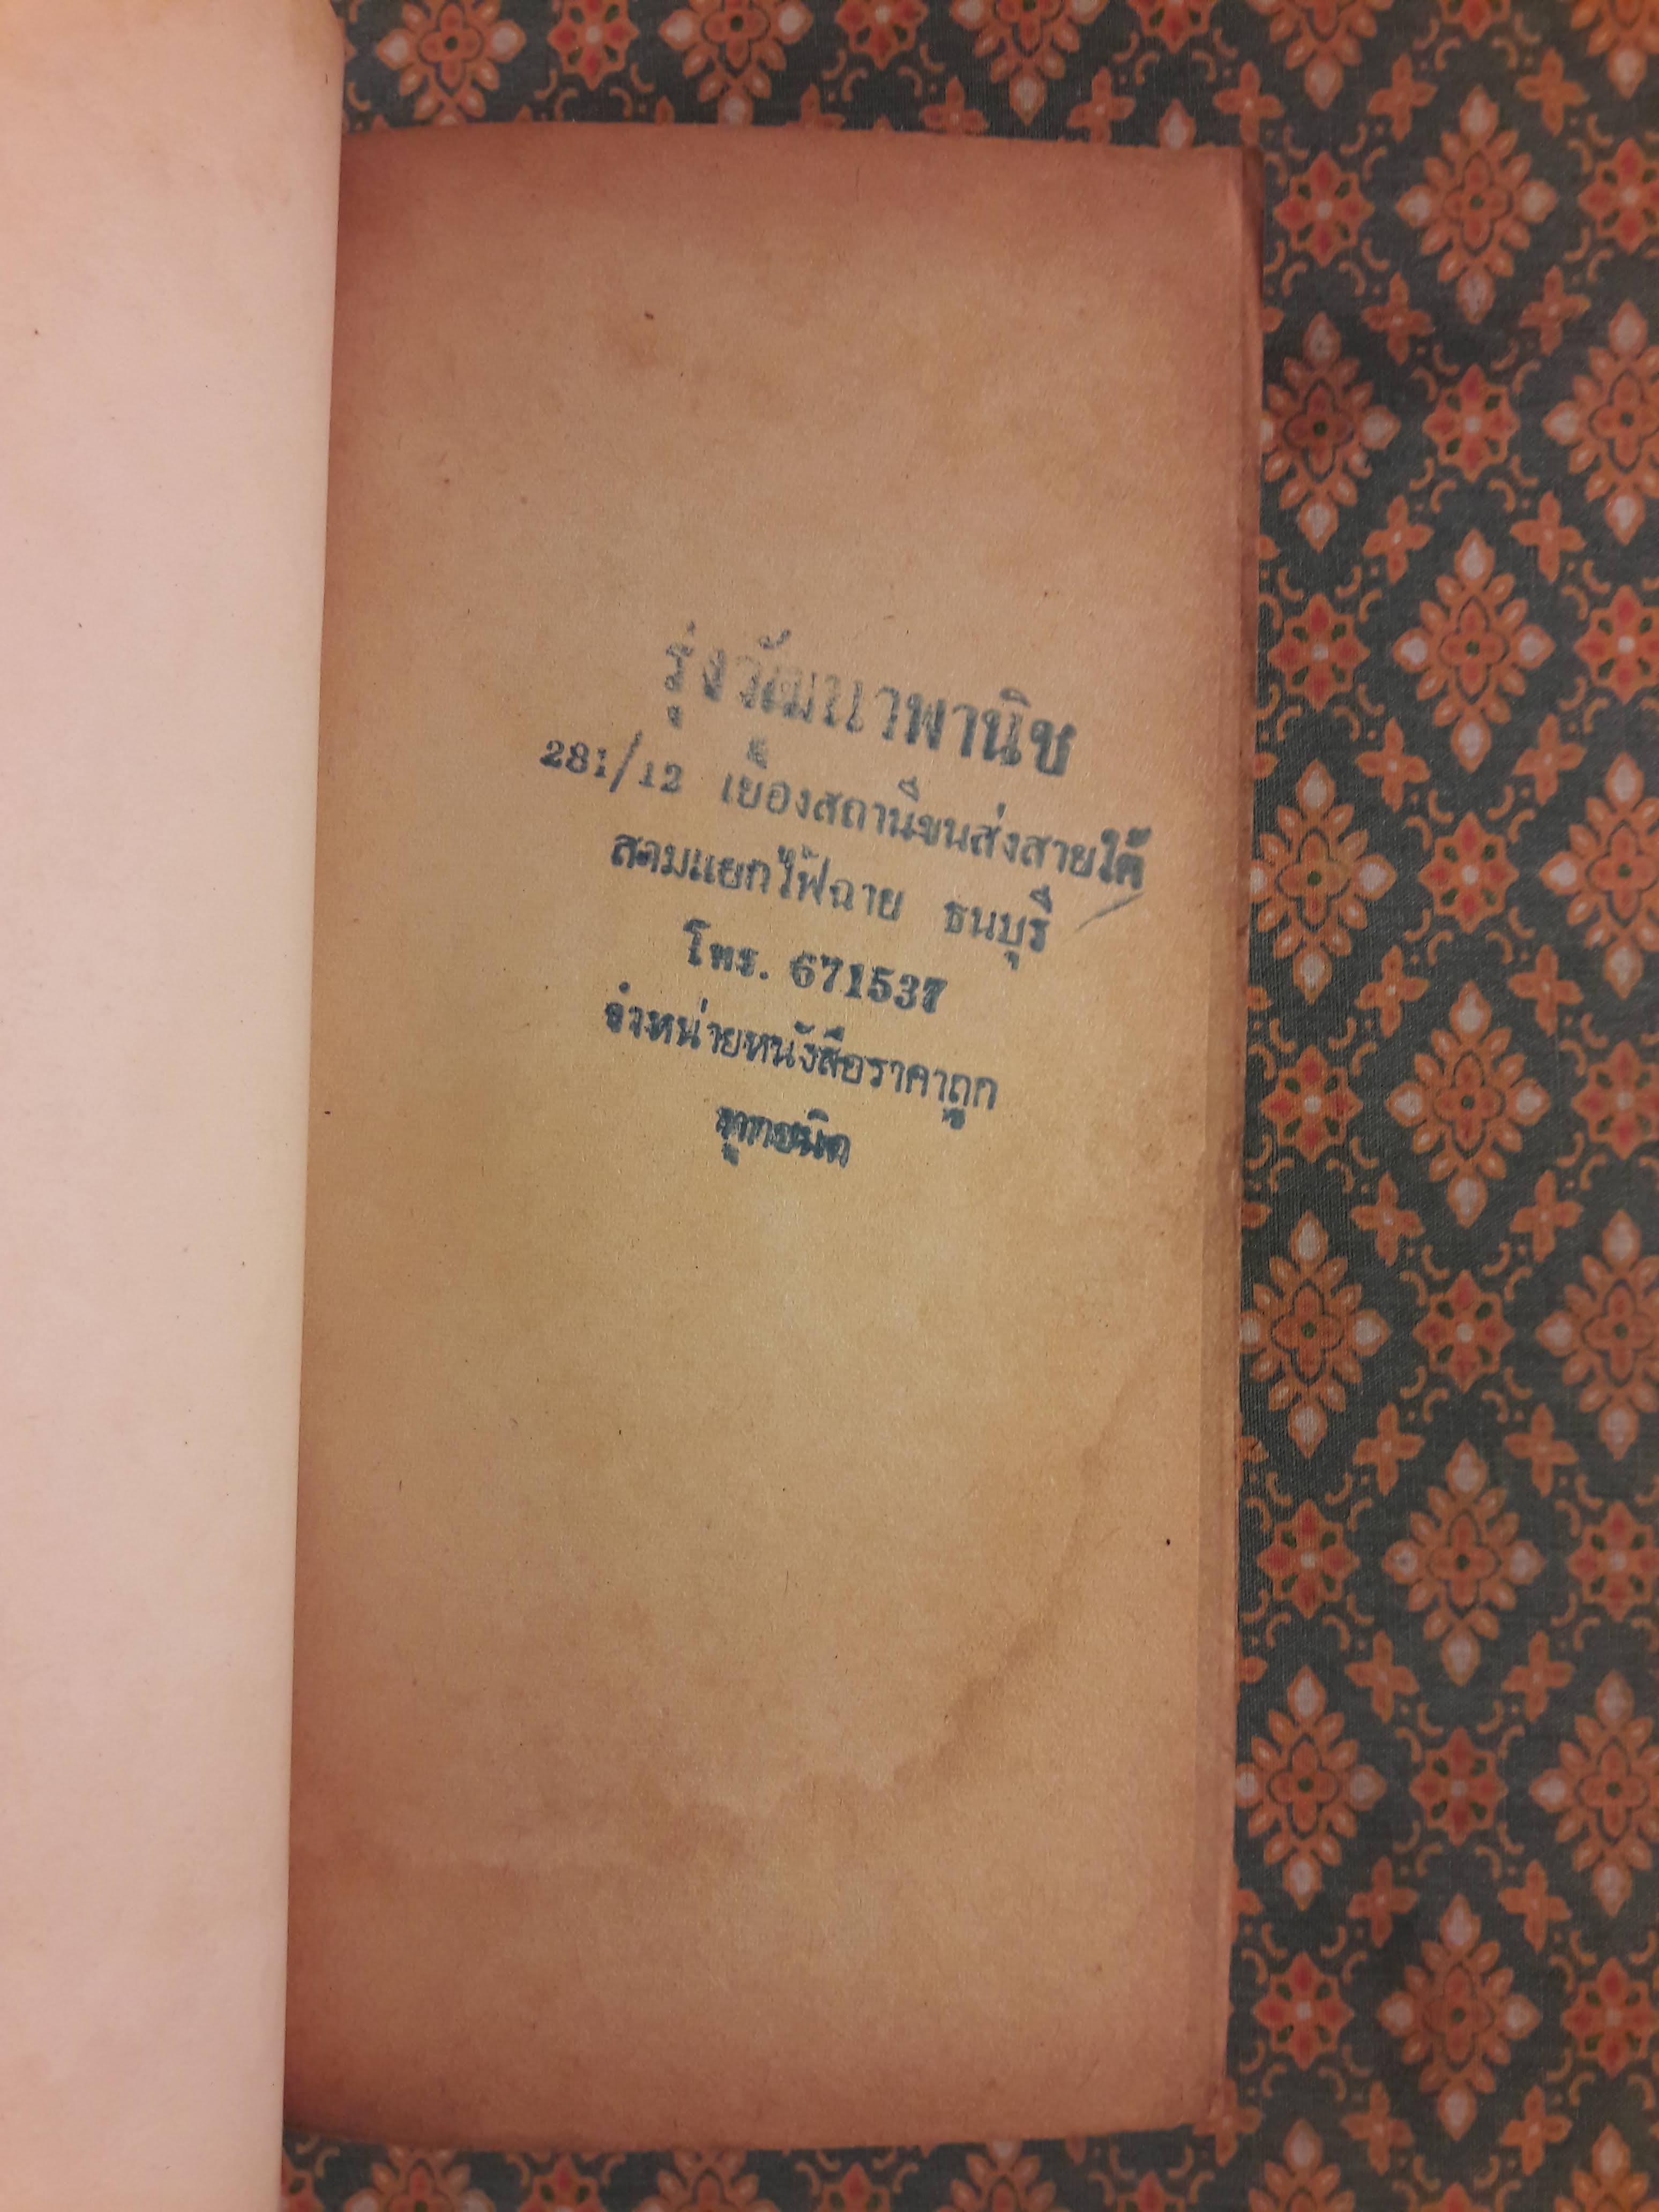 รุ่งวัฒนาพานิช
281/12 เยื้องสถานีขนส่งสายใต้
สามแยกไฟฉาย ธนบุรี
โทร. 671537
จำหน่ายหนังสือราคาถูก
ทุกชนิด